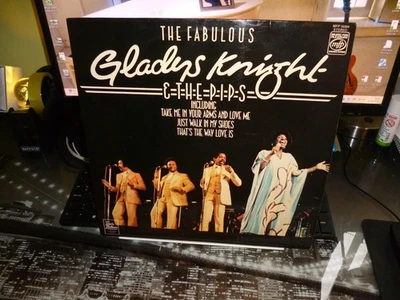 THE FABULOUS
Gladys Knight
& THE PIPS
INCLUDING
TAKE ME IN YOUR ARMS AND LOVE ME
JUST WALK IN MY SHOES
THAT'S THE WAY LOVE IS
mfp